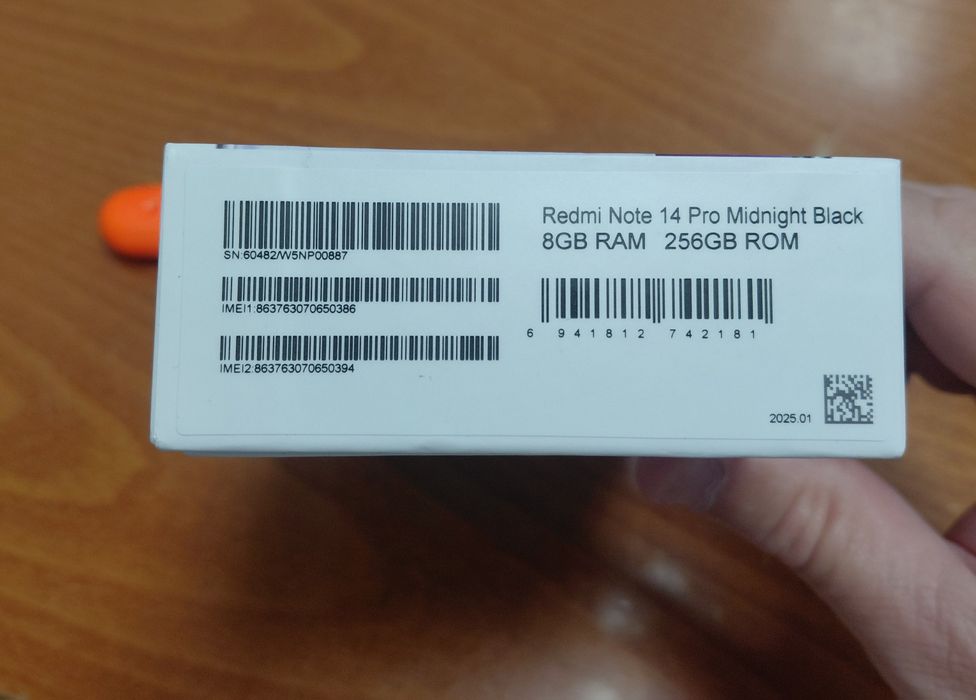 SN:60482/W5NP00887
IMEI1:863763070650386
IMEI2:863763070650394
Redmi Note 14 Pro Midnight Black
8GB RAM 256GB ROM
6 941812 742181
2025.01